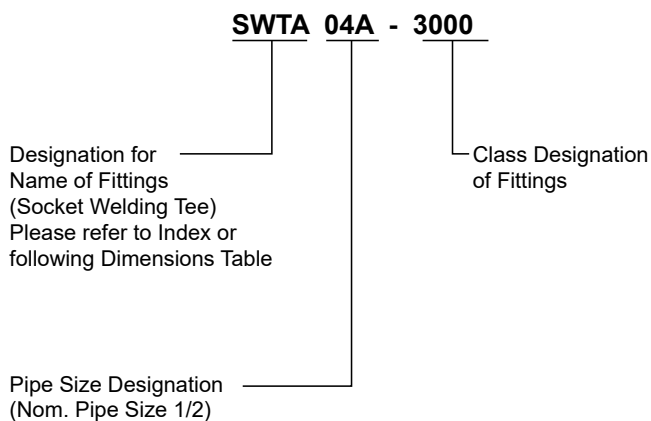 SWTA 04A - 3000
Designation for
Name of Fittings
(Socket Welding Tee)
Please refer to Index or
following Dimensions Table
Class Designation
of Fittings
Pipe Size Designation
(Nom. Pipe Size 1/2)